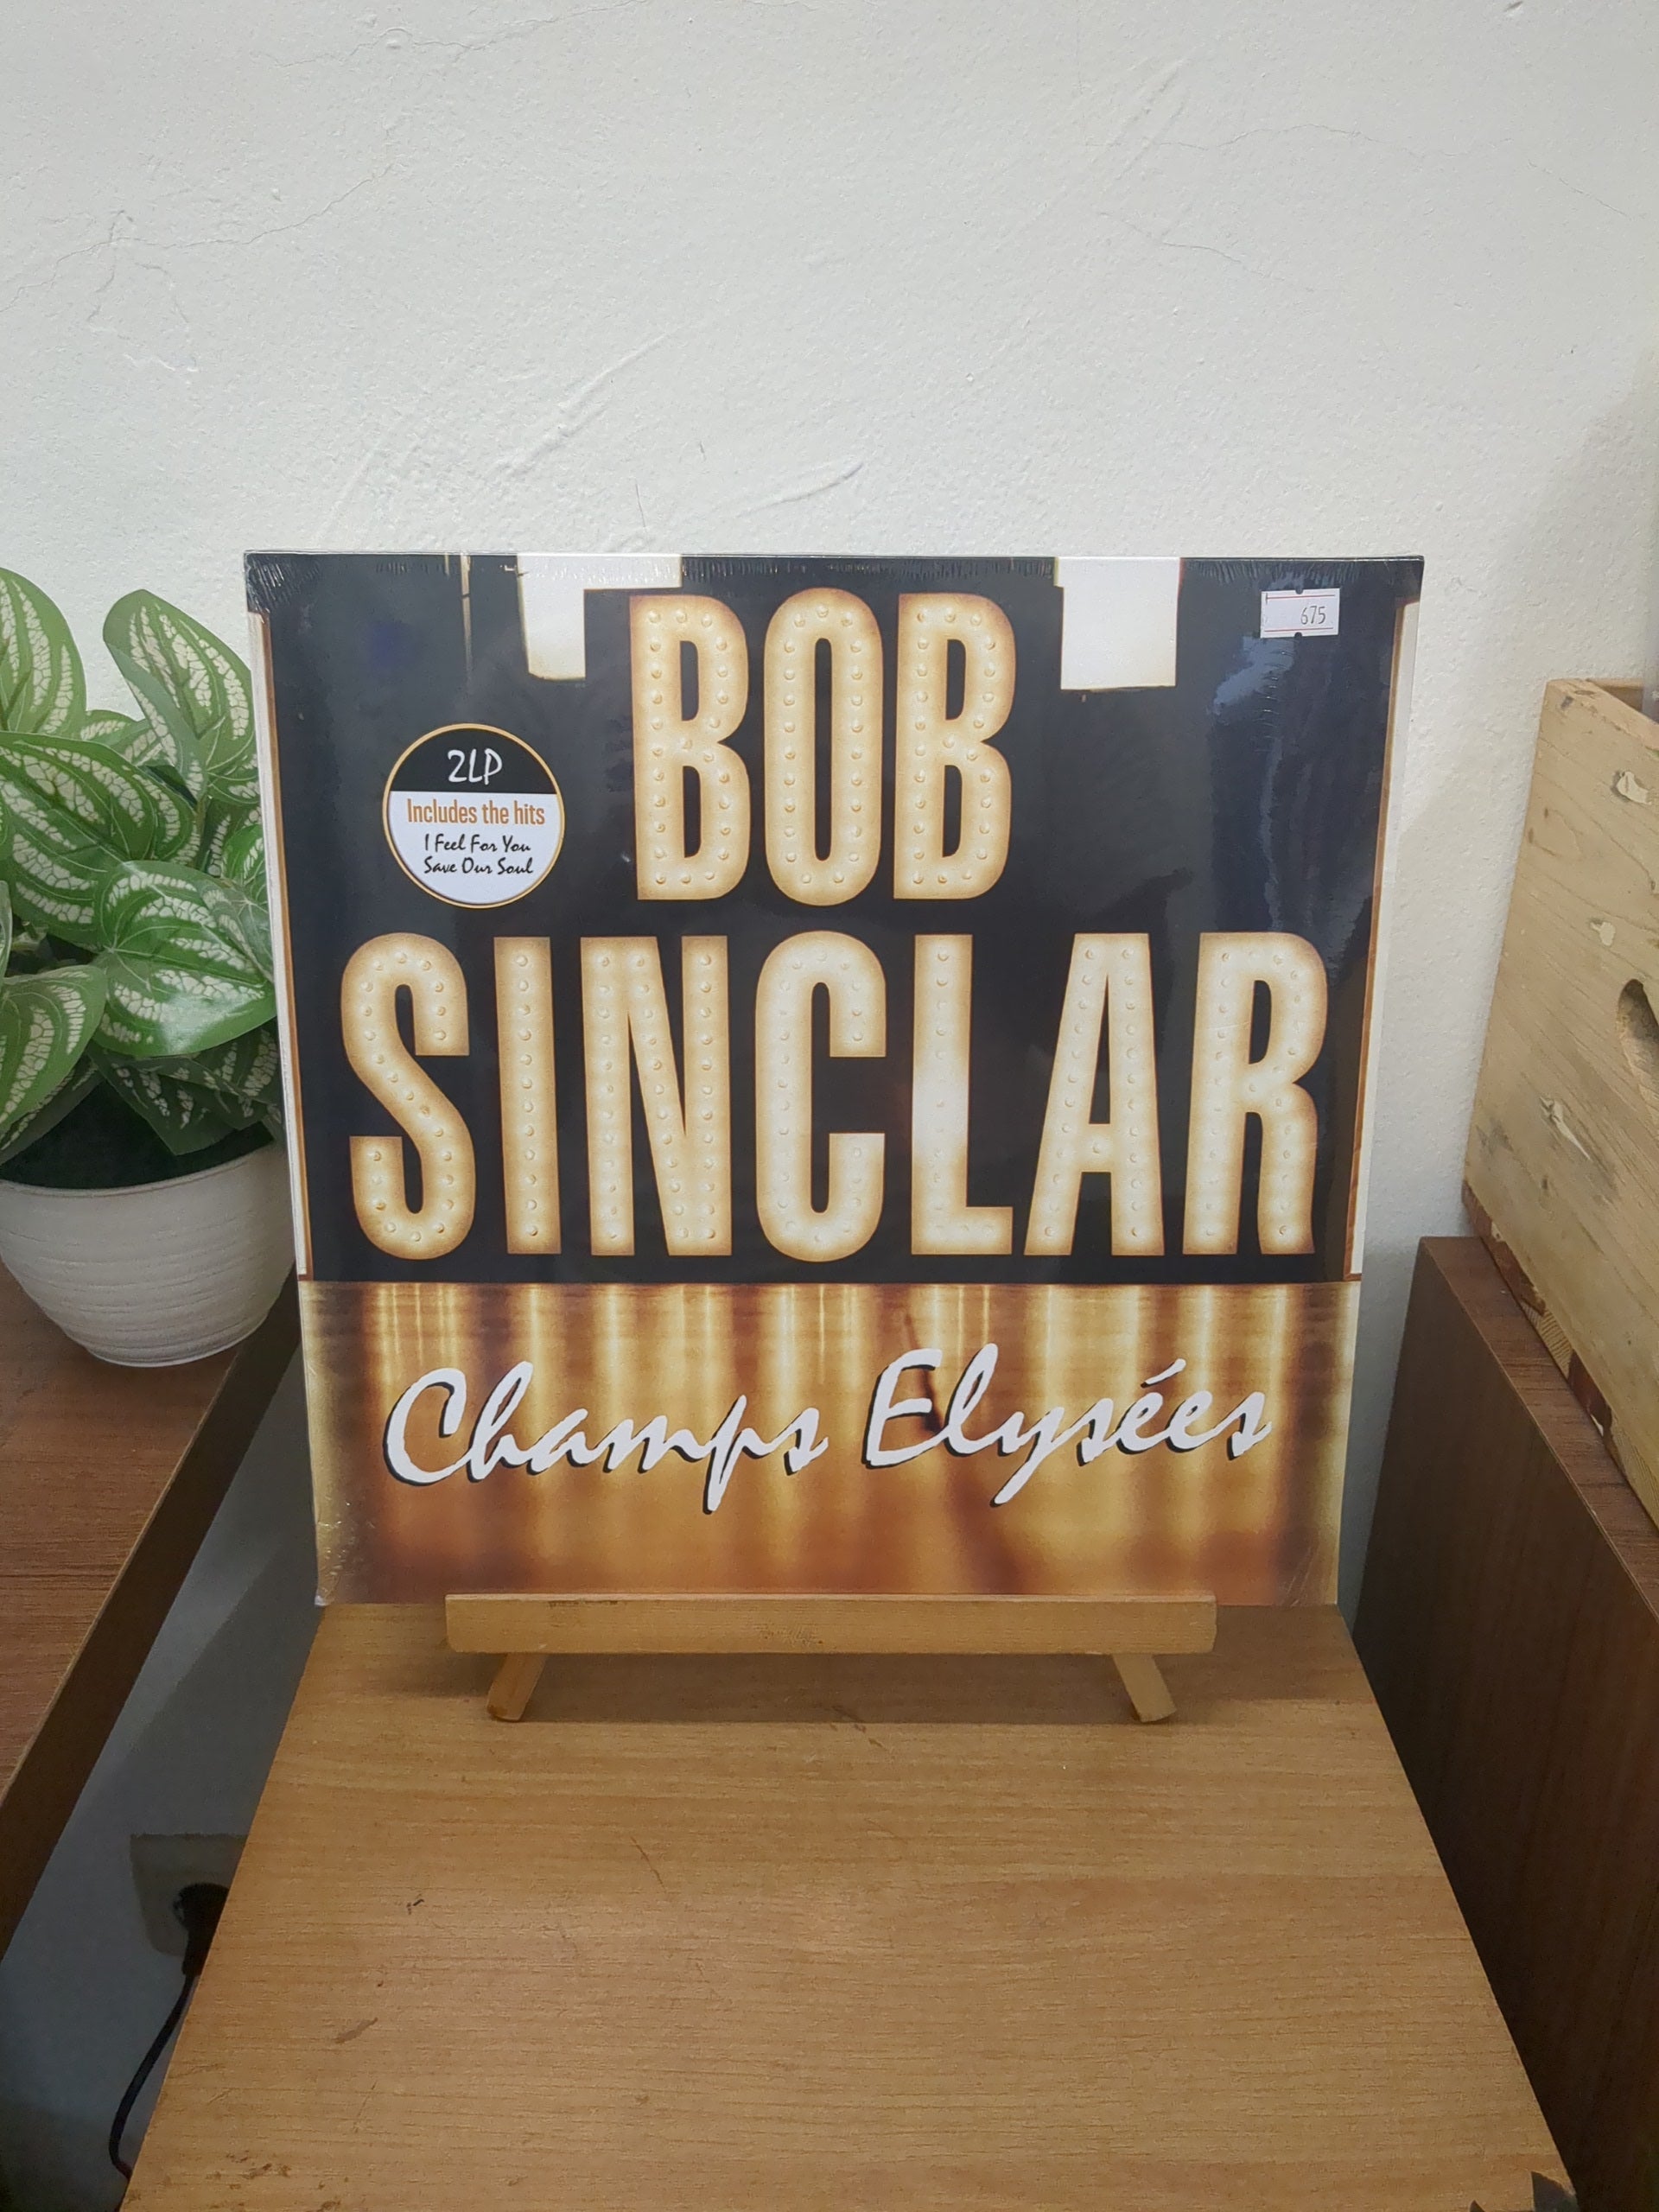 BOB
675
2LP
Includes the hits
I Feel For You
Save Our Soul
SINCLAR
Champs Elysées